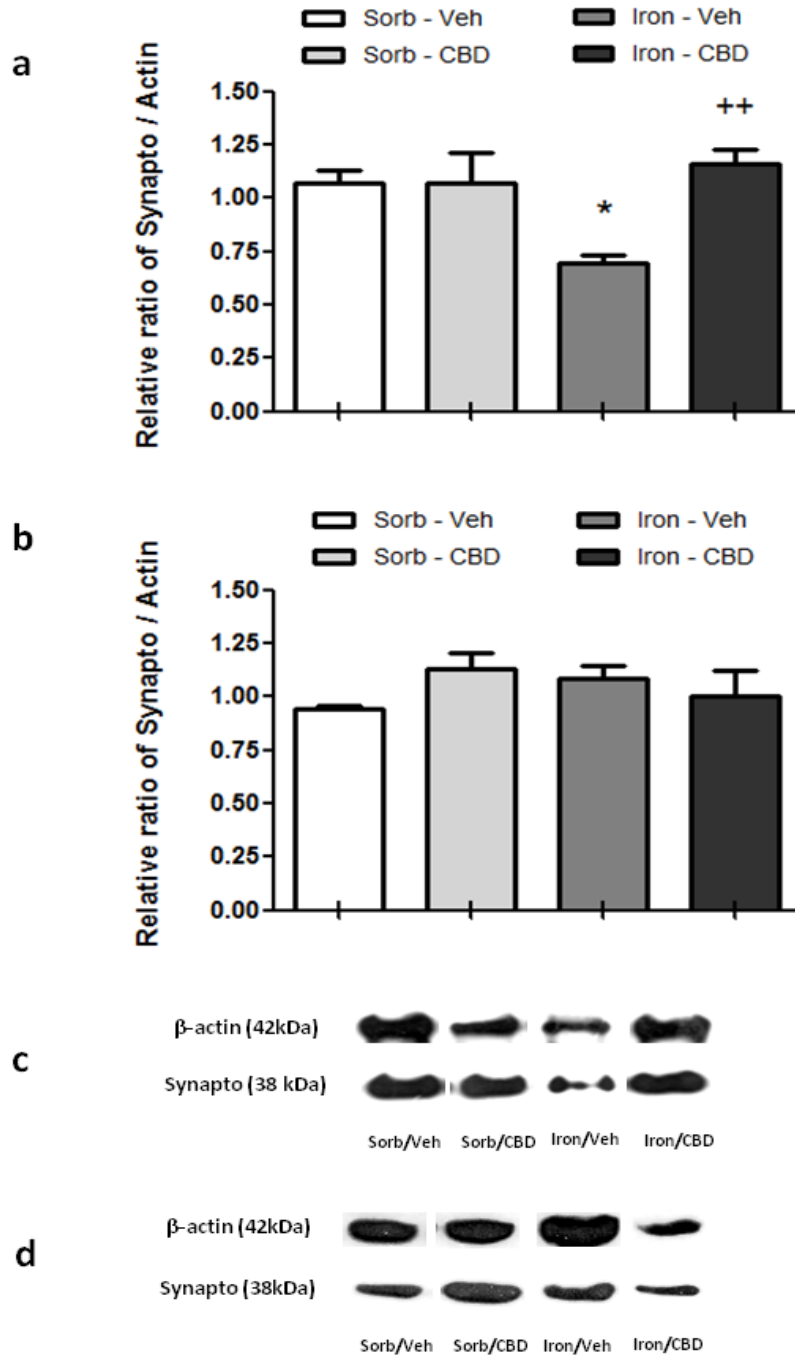 a
Sorb - Veh Iron - Veh
Sorb - CBD Iron - CBD
Relative ratio of Synapto / Actin
1.50
1.25
1.00
0.75
0.50
0.25
0.00
*
++
b
Sorb - Veh Iron - Veh
Sorb - CBD Iron - CBD
Relative ratio of Synapto / Actin
1.50
1.25
1.00
0.75
0.50
0.25
0.00
c
β-actin (42kDa)
Synapto (38 kDa)
Sorb/Veh Sorb/CBD Iron/Veh Iron/CBD
d
β-actin (42kDa)
Synapto (38kDa)
Sorb/Veh Sorb/CBD Iron/Veh Iron/CBD